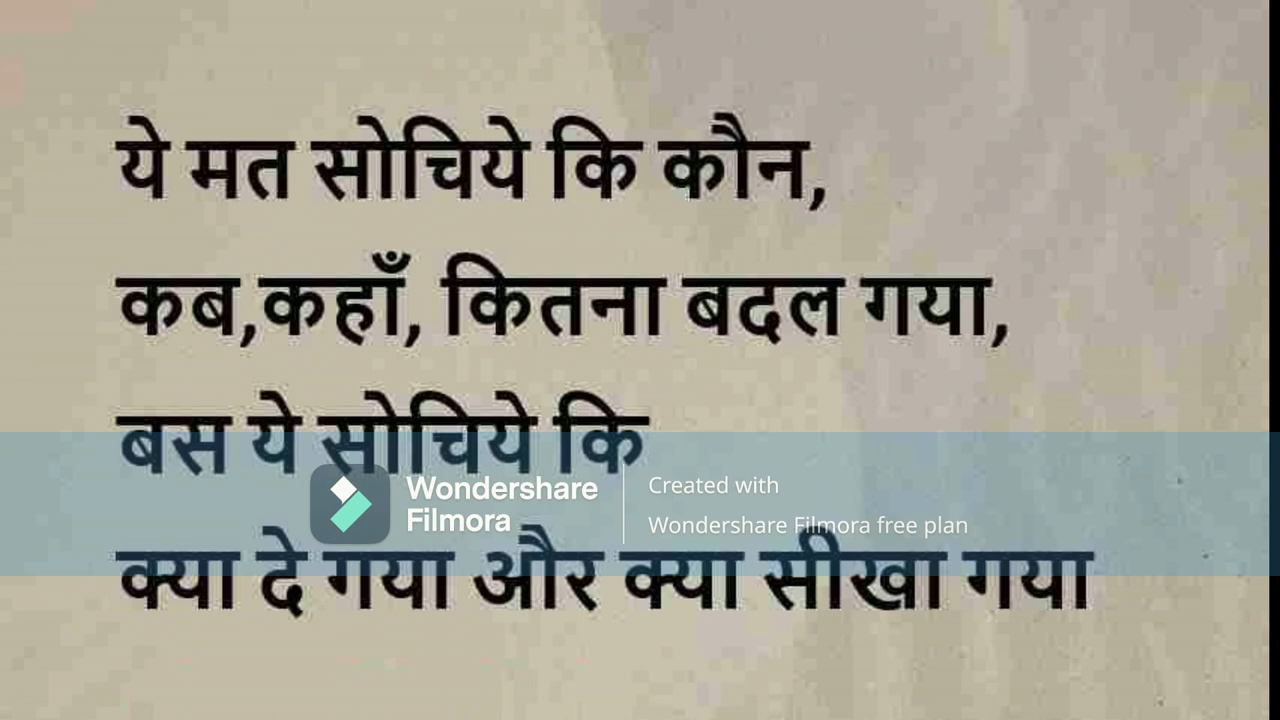 ये मत सोचिये कि कौन,
कब,कहाँ, कितना बदल गया,
बस ये सोचिये कि
Wondershare
Filmora
Created with
Wondershare Filmora free plan
क्या दे गया और क्या सीखा गया